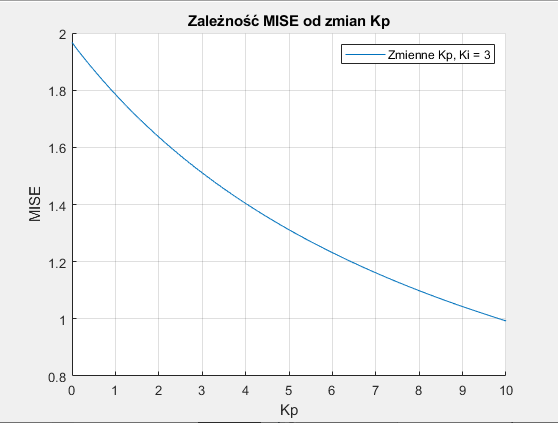 Zależność MISE od zmian Kp
Zmienne Kp, Ki = 3
MISE
2
1.8
1.6
1.4
1.2
1
0.8
0 1 2 3 4 5 6 7 8 9 10
Kp